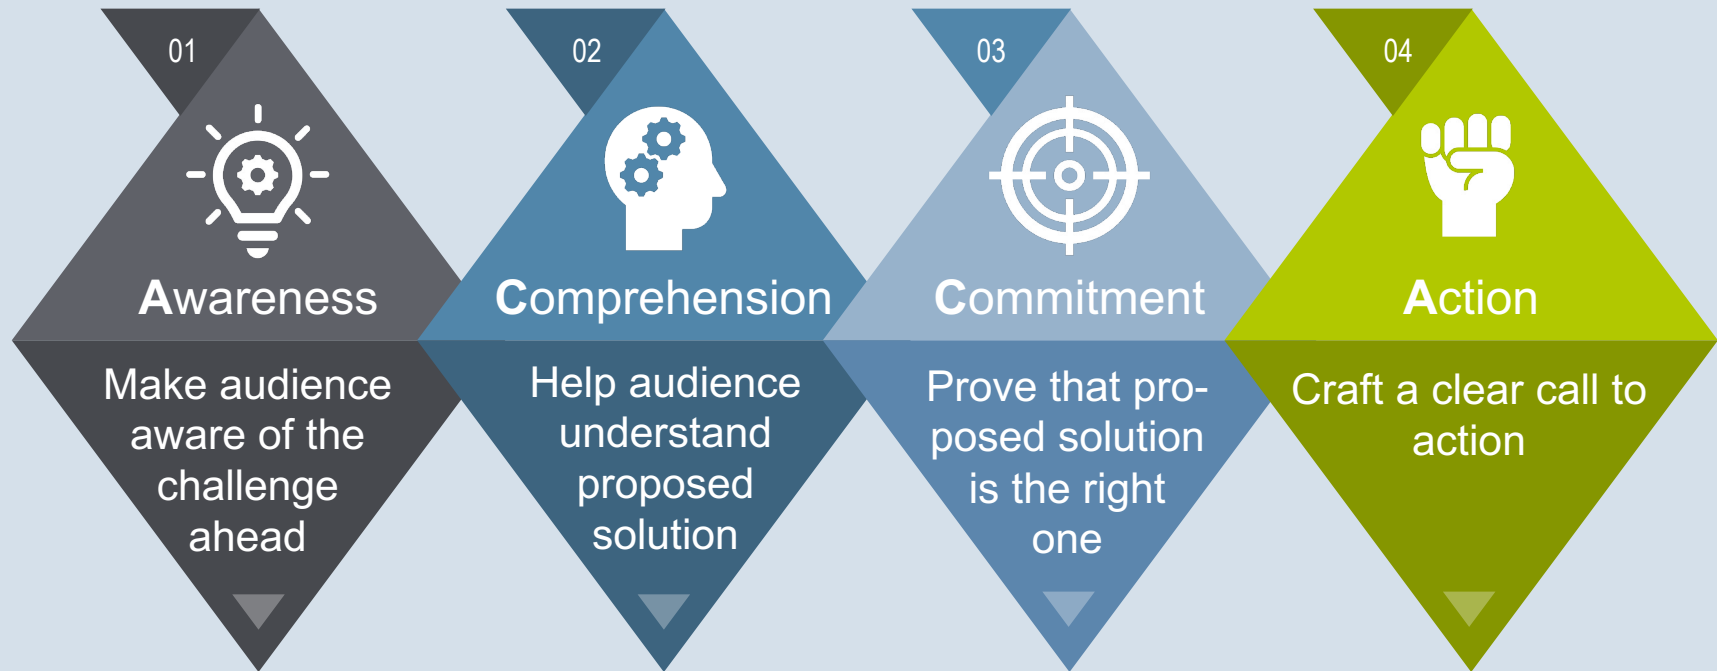 01
Awareness
Make audience
aware of the
challenge
ahead
02
Comprehension
Help audience
understand
proposed
solution
03
Commitment
Prove that pro-
posed solution
is the right
one
04
Action
Craft a clear call to
action